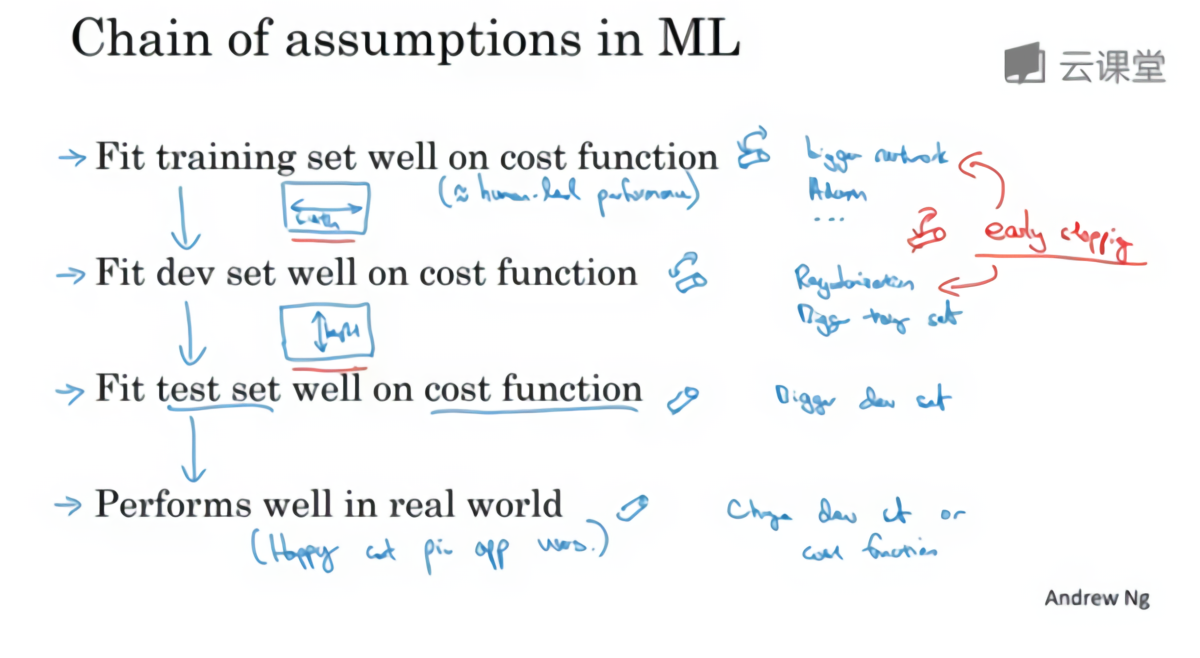 Chain of assumptions in ML
云课堂
→ Fit training set well on cost function
bigger network
(≈ human-level performance)
Adam
...
width
early stopping
→ Fit dev set well on cost function
Regularization
Bigger set
height
→ Fit test set well on cost function
Bigger dev set
→ Performs well in real world
Change dev set or
(Happy cat pic app users.)
cost function
Andrew Ng